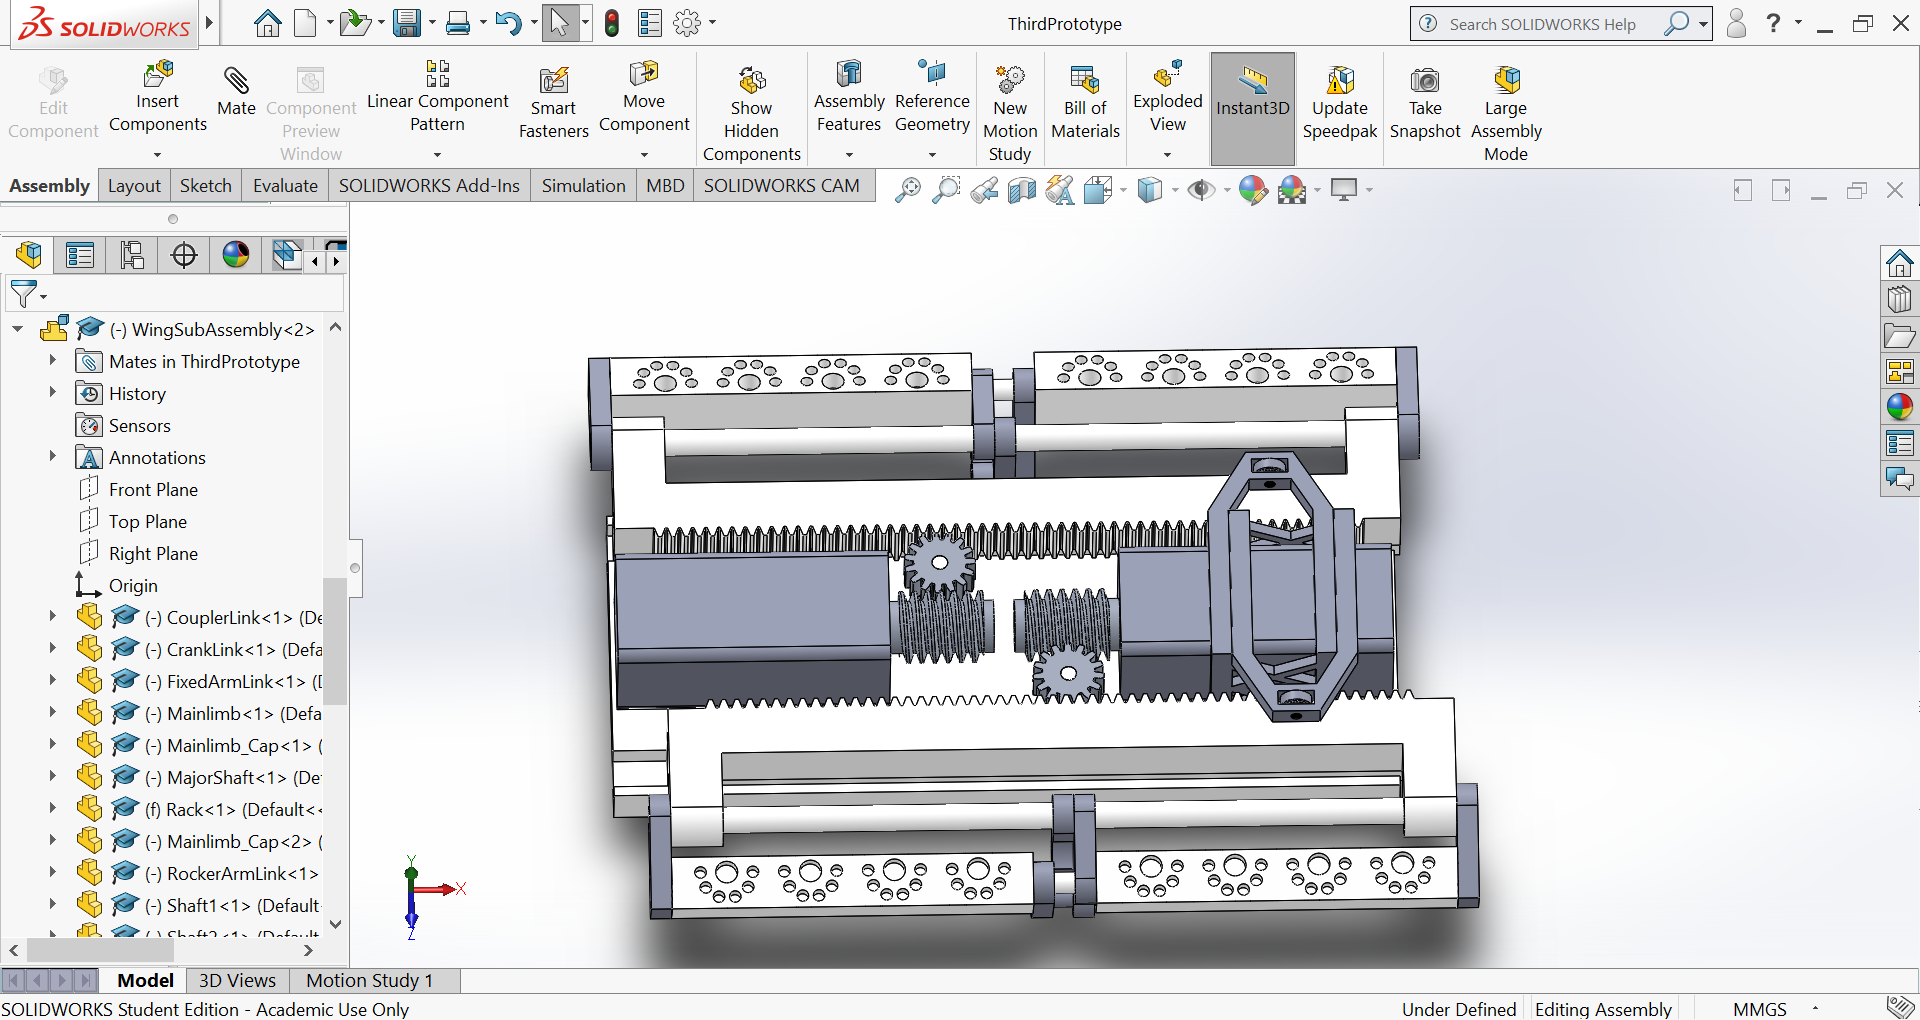 SOLIDWORKS
ThirdPrototype
Search SOLIDWORKS Help
?
Edit Component
Insert Components
Mate
Component Preview Window
Linear Component Pattern
Smart Fasteners
Move Component
Show Hidden Components
Assembly Features
Reference Geometry
New Motion Study
Bill of Materials
Exploded View
Instant3D
Update Speedpak
Take Snapshot
Large Assembly Mode
Assembly
Layout
Sketch
Evaluate
SOLIDWORKS Add-Ins
Simulation
MBD
SOLIDWORKS CAM
(-) WingSubAssembly<2>
Mates in ThirdPrototype
History
Sensors
Annotations
Front Plane
Top Plane
Right Plane
Origin
(-) CouplerLink<1> (De
(-) CrankLink<1> (Defa
(-) FixedArmLink<1> (D
(-) Mainlimb<1> (Defa
(-) Mainlimb_Cap<1> (
(-) MajorShaft<1> (De
(f) Rack<1> (Default<<
(-) Mainlimb_Cap<2> (
(-) RockerArmLink<1>
(-) Shaft1<1> (Default
(-) Shaft2<1> (Default
Y
X
Z
Model
3D Views
Motion Study 1
SOLIDWORKS Student Edition - Academic Use Only
Under Defined
Editing Assembly
MMGS